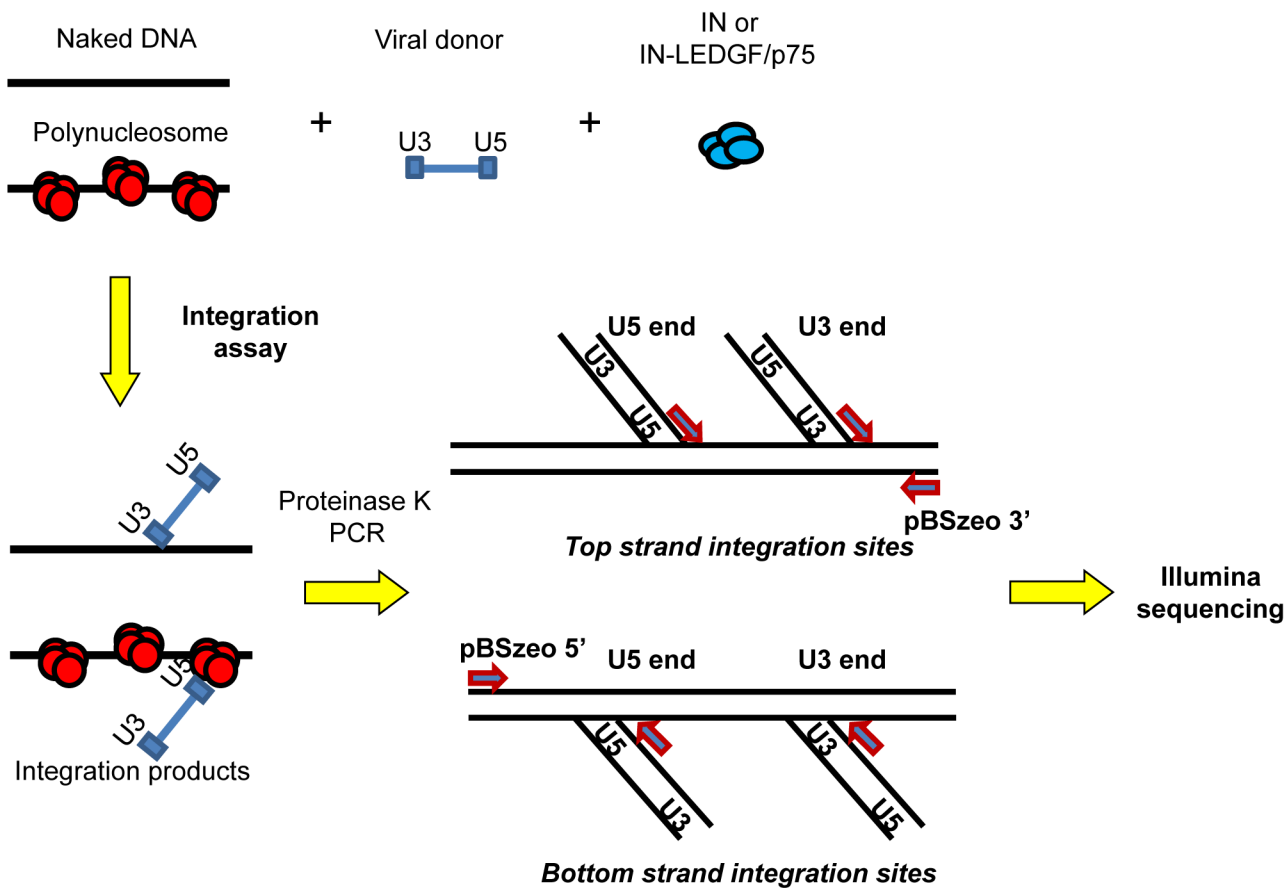 Naked DNA
Viral donor
IN or
IN-LEDGF/p75
Polynucleosome
+
+
U3
U5
Integration
assay
U5 end
U3 end
U3
U5
U5
U3
pBSzeo 3’
Top strand integration sites
U5
U3
Proteinase K
PCR
Illumina
sequencing
U5
U3
Integration products
pBSzeo 5’
U5 end
U3 end
U5
U3
U3
U5
Bottom strand integration sites